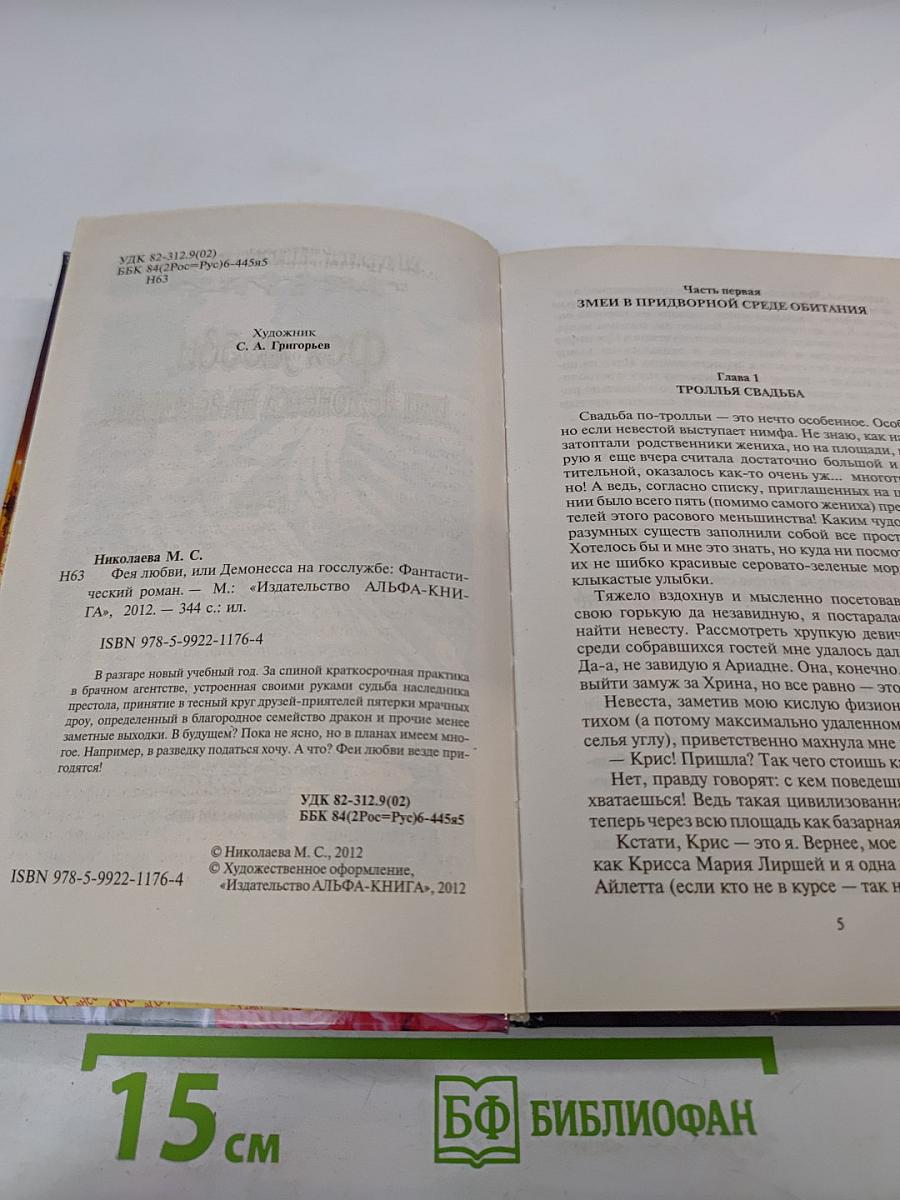 УДК 82-312.9(02)
ББК 84(2Рос=Рус)6-445я5
Н63
Художник
С. А. Григорьев
Николаева М. С.
Н63 Фея любви, или Демонесса на госслужбе: Фантасти-
ческий роман. — М.: «Издательство АЛЬФА-КНИ-
ГА», 2012. — 344 с.: ил.
ISBN 978-5-9922-1176-4
В разгаре новый учебный год. За спиной краткосрочная практика
в брачном агентстве, устроенная своими руками судьба наследника
престола, принятие в тесный круг друзей-приятелей пятерки мрачных
дроу, определенный в благородное семейство дракон и прочие менее
заметные выходки. В будущем? Пока не ясно, но в планах имеем мно-
гое. Например, в разведку податься хочу. А что? Феи любви везде при-
годятся!
УДК 82-312.9(02)
ББК 84(2Рос=Рус)6-445я5
ISBN 978-5-9922-1176-4
© Николаева М. С., 2012
© Художественное оформление,
«Издательство АЛЬФА-КНИГА», 2012
Часть первая
ЗМЕИ В ПРИДВОРНОЙ СРЕДЕ ОБИТАНИЯ
Глава 1
ТРОЛЛЬЯ СВАДЬБА
Свадьба по-тролльи — это нечто особенное. Особ
но если невестой выступает нимфа. Не знаю, как н
затоптали родственники жениха, но на площади,
рую я еще вчера считала достаточно большой и
тительной, оказалось как-то очень уж... многот
но! А ведь, согласно списку, приглашенных на ц
нии было всего пять (помимо самого жениха) пре
телей этого расового меньшинства! Каким чудо
разумных существ заполнили собой все прост
Хотелось бы и мне это знать, но куда ни посмот
их не шибко красивые серовато-зеленые мор
клыкастые улыбки.
Тяжело вздохнув и мысленно посетовав
свою горькую да незавидную, я постаралас
найти невесту. Рассмотреть хрупкую девич
среди собравшихся гостей мне удалось дал
Да-а, не завидую я Ариадне. Она, конечно,
выйти замуж за Хрина, но все равно — это
Невеста, заметив мою кислую физион
тихом (а потому максимально удаленном
селья углу), приветственно махнула мне
— Крис! Пришла? Так чего стоишь к
Нет, правду говорят: с кем поведеш
хватаешься! Ведь такая цивилизованна
теперь через всю площадь как базарная
Кстати, Крис — это я. Вернее, мое
как Крисса Мария Лиршей и я одна
Айлетта (если кто не в курсе — так н
5
15 см
БФ БИБЛИОФАН